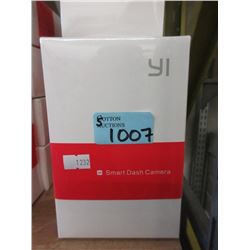 YI
COTTON
AUCTIONS
1007
1232
Smart Dash Camera